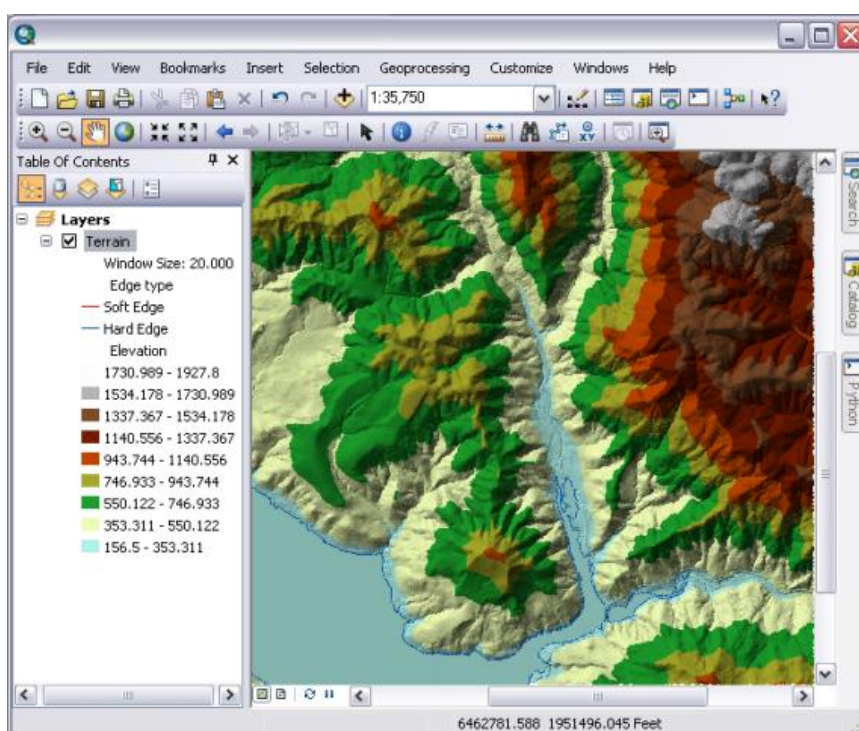 File Edit View Bookmarks Insert Selection Geoprocessing Customize Windows Help
1:35,750
XY
Table Of Contents
Layers
Terrain
Window Size: 20.000
Edge type
Soft Edge
Hard Edge
Elevation
1730.989 - 1927.8
1534.178 - 1730.989
1337.367 - 1534.178
1140.556 - 1337.367
943.744 - 1140.556
746.933 - 943.744
550.122 - 746.933
353.311 - 550.122
156.5 - 353.311
Search
Catalog
Python
6462781.588 1951496.045 Feet